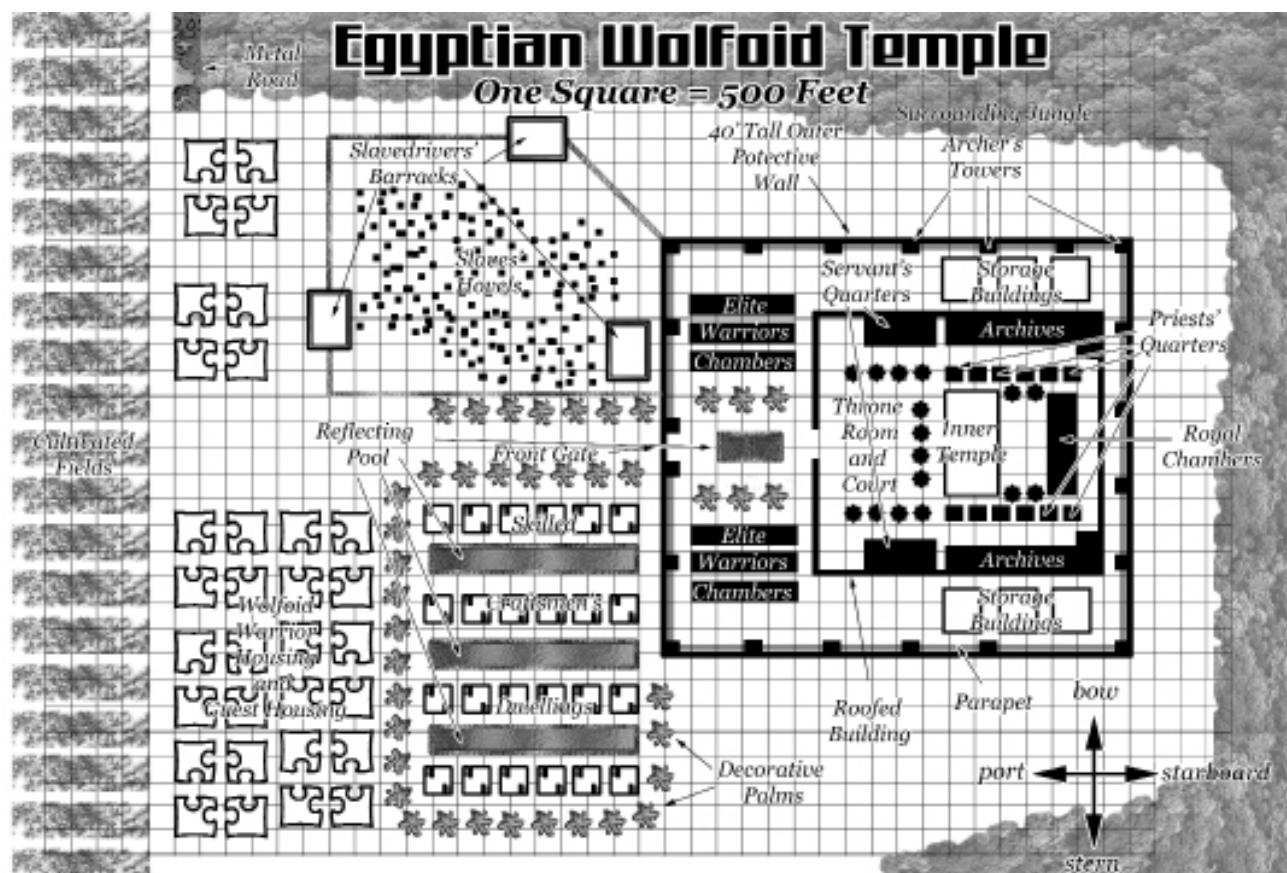 Egyptian Wolfoid Temple
One Square = 500 Feet
Metal
Road
Surrounding Jungle
40' Tall Outer
Potective
Wall
Archer's
Towers
Slavedrivers'
Barracks
Slaves'
Hovels
Servant's
Quarters
Storage
Buildings
Elite
Warriors
Chambers
Archives
Priests'
Quarters
Throne
Room
and
Court
Inner
Temple
Royal
Chambers
Cultivated
Fields
Reflecting
Pool
Front Gate
Skilled
Craftsmen's
Dwellings
Elite
Warriors
Chambers
Archives
Storage
Buildings
Wolfoid
Warrior
Housing
and
Guest Housing
Roofed
Building
Parapet
Decorative
Palms
bow
port
starboard
stern